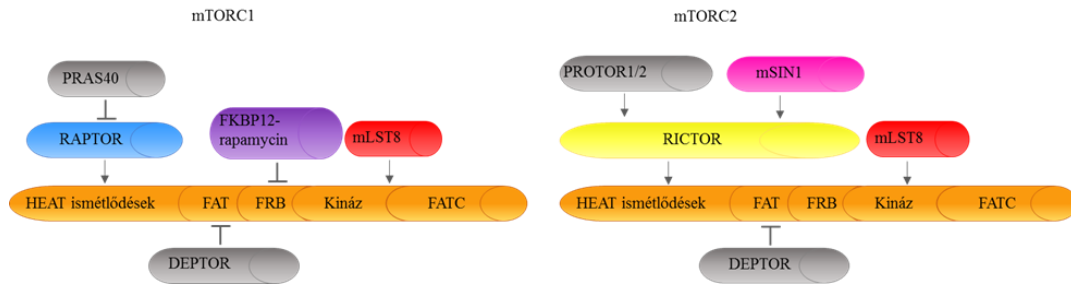 mTORC1
PRAS40
RAPTOR
FKBP12-
rapamycin
mLST8
HEAT ismétlődések
FAT
FRB
Kináz
FATC
DEPTOR
mTORC2
PROTOR1/2
mSIN1
RICTOR
mLST8
HEAT ismétlődések
FAT
FRB
Kináz
FATC
DEPTOR